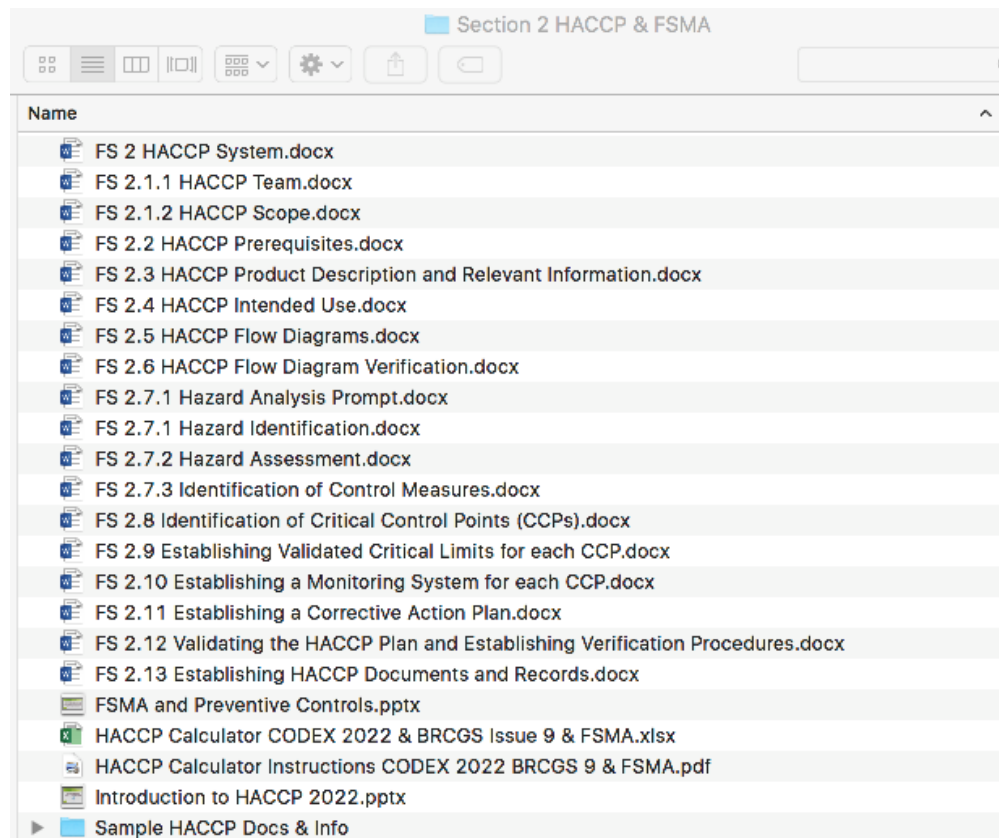 Section 2 HACCP & FSMA
Name
FS 2 HACCP System.docx
FS 2.1.1 HACCP Team.docx
FS 2.1.2 HACCP Scope.docx
FS 2.2 HACCP Prerequisites.docx
FS 2.3 HACCP Product Description and Relevant Information.docx
FS 2.4 HACCP Intended Use.docx
FS 2.5 HACCP Flow Diagrams.docx
FS 2.6 HACCP Flow Diagram Verification.docx
FS 2.7.1 Hazard Analysis Prompt.docx
FS 2.7.1 Hazard Identification.docx
FS 2.7.2 Hazard Assessment.docx
FS 2.7.3 Identification of Control Measures.docx
FS 2.8 Identification of Critical Control Points (CCPs).docx
FS 2.9 Establishing Validated Critical Limits for each CCP.docx
FS 2.10 Establishing a Monitoring System for each CCP.docx
FS 2.11 Establishing a Corrective Action Plan.docx
FS 2.12 Validating the HACCP Plan and Establishing Verification Procedures.docx
FS 2.13 Establishing HACCP Documents and Records.docx
FSMA and Preventive Controls.pptx
HACCP Calculator CODEX 2022 & BRCGS Issue 9 & FSMA.xlsx
HACCP Calculator Instructions CODEX 2022 BRCGS 9 & FSMA.pdf
Introduction to HACCP 2022.pptx
Sample HACCP Docs & Info